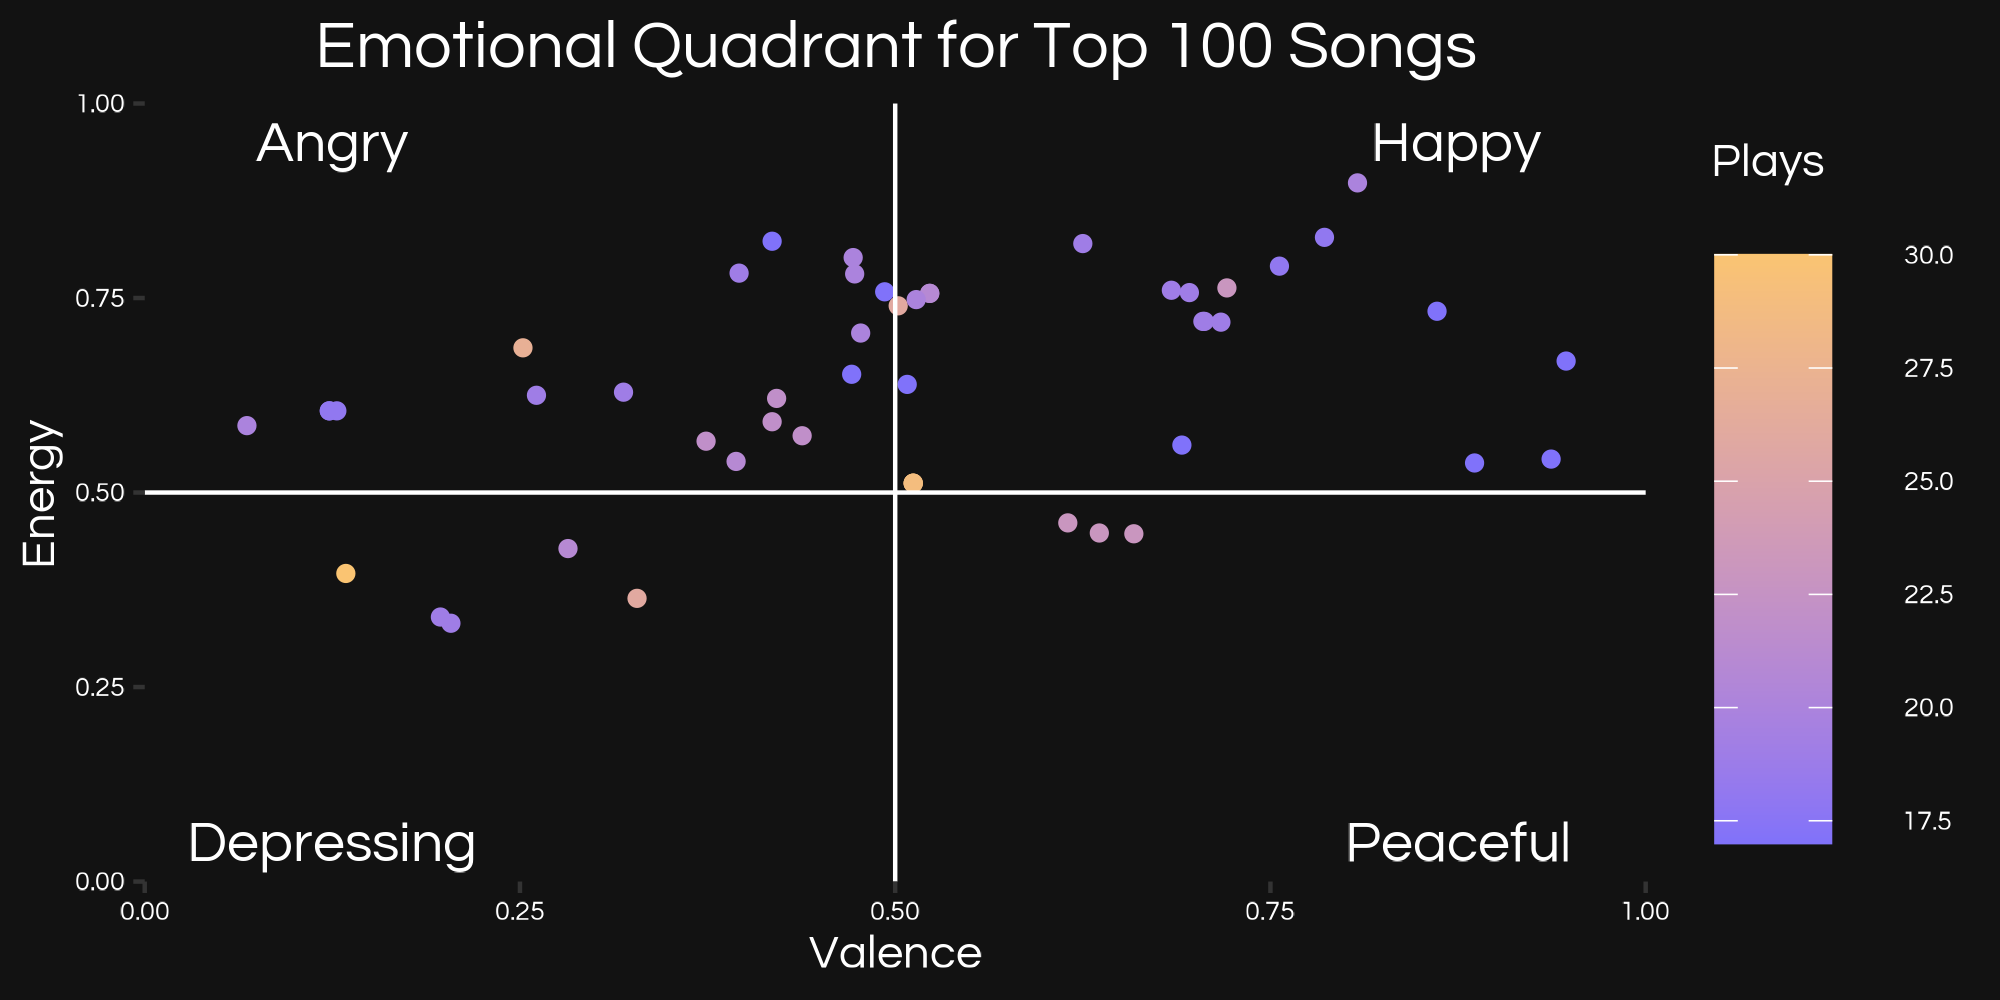 Emotional Quadrant for Top 100 Songs
1.00
Angry
Happy
Plays
30.0
0.75
27.5
Energy
0.50
25.0
22.5
0.25
20.0
Depressing
Peaceful
17.5
0.00
0.00
0.25
0.50
0.75
1.00
Valence